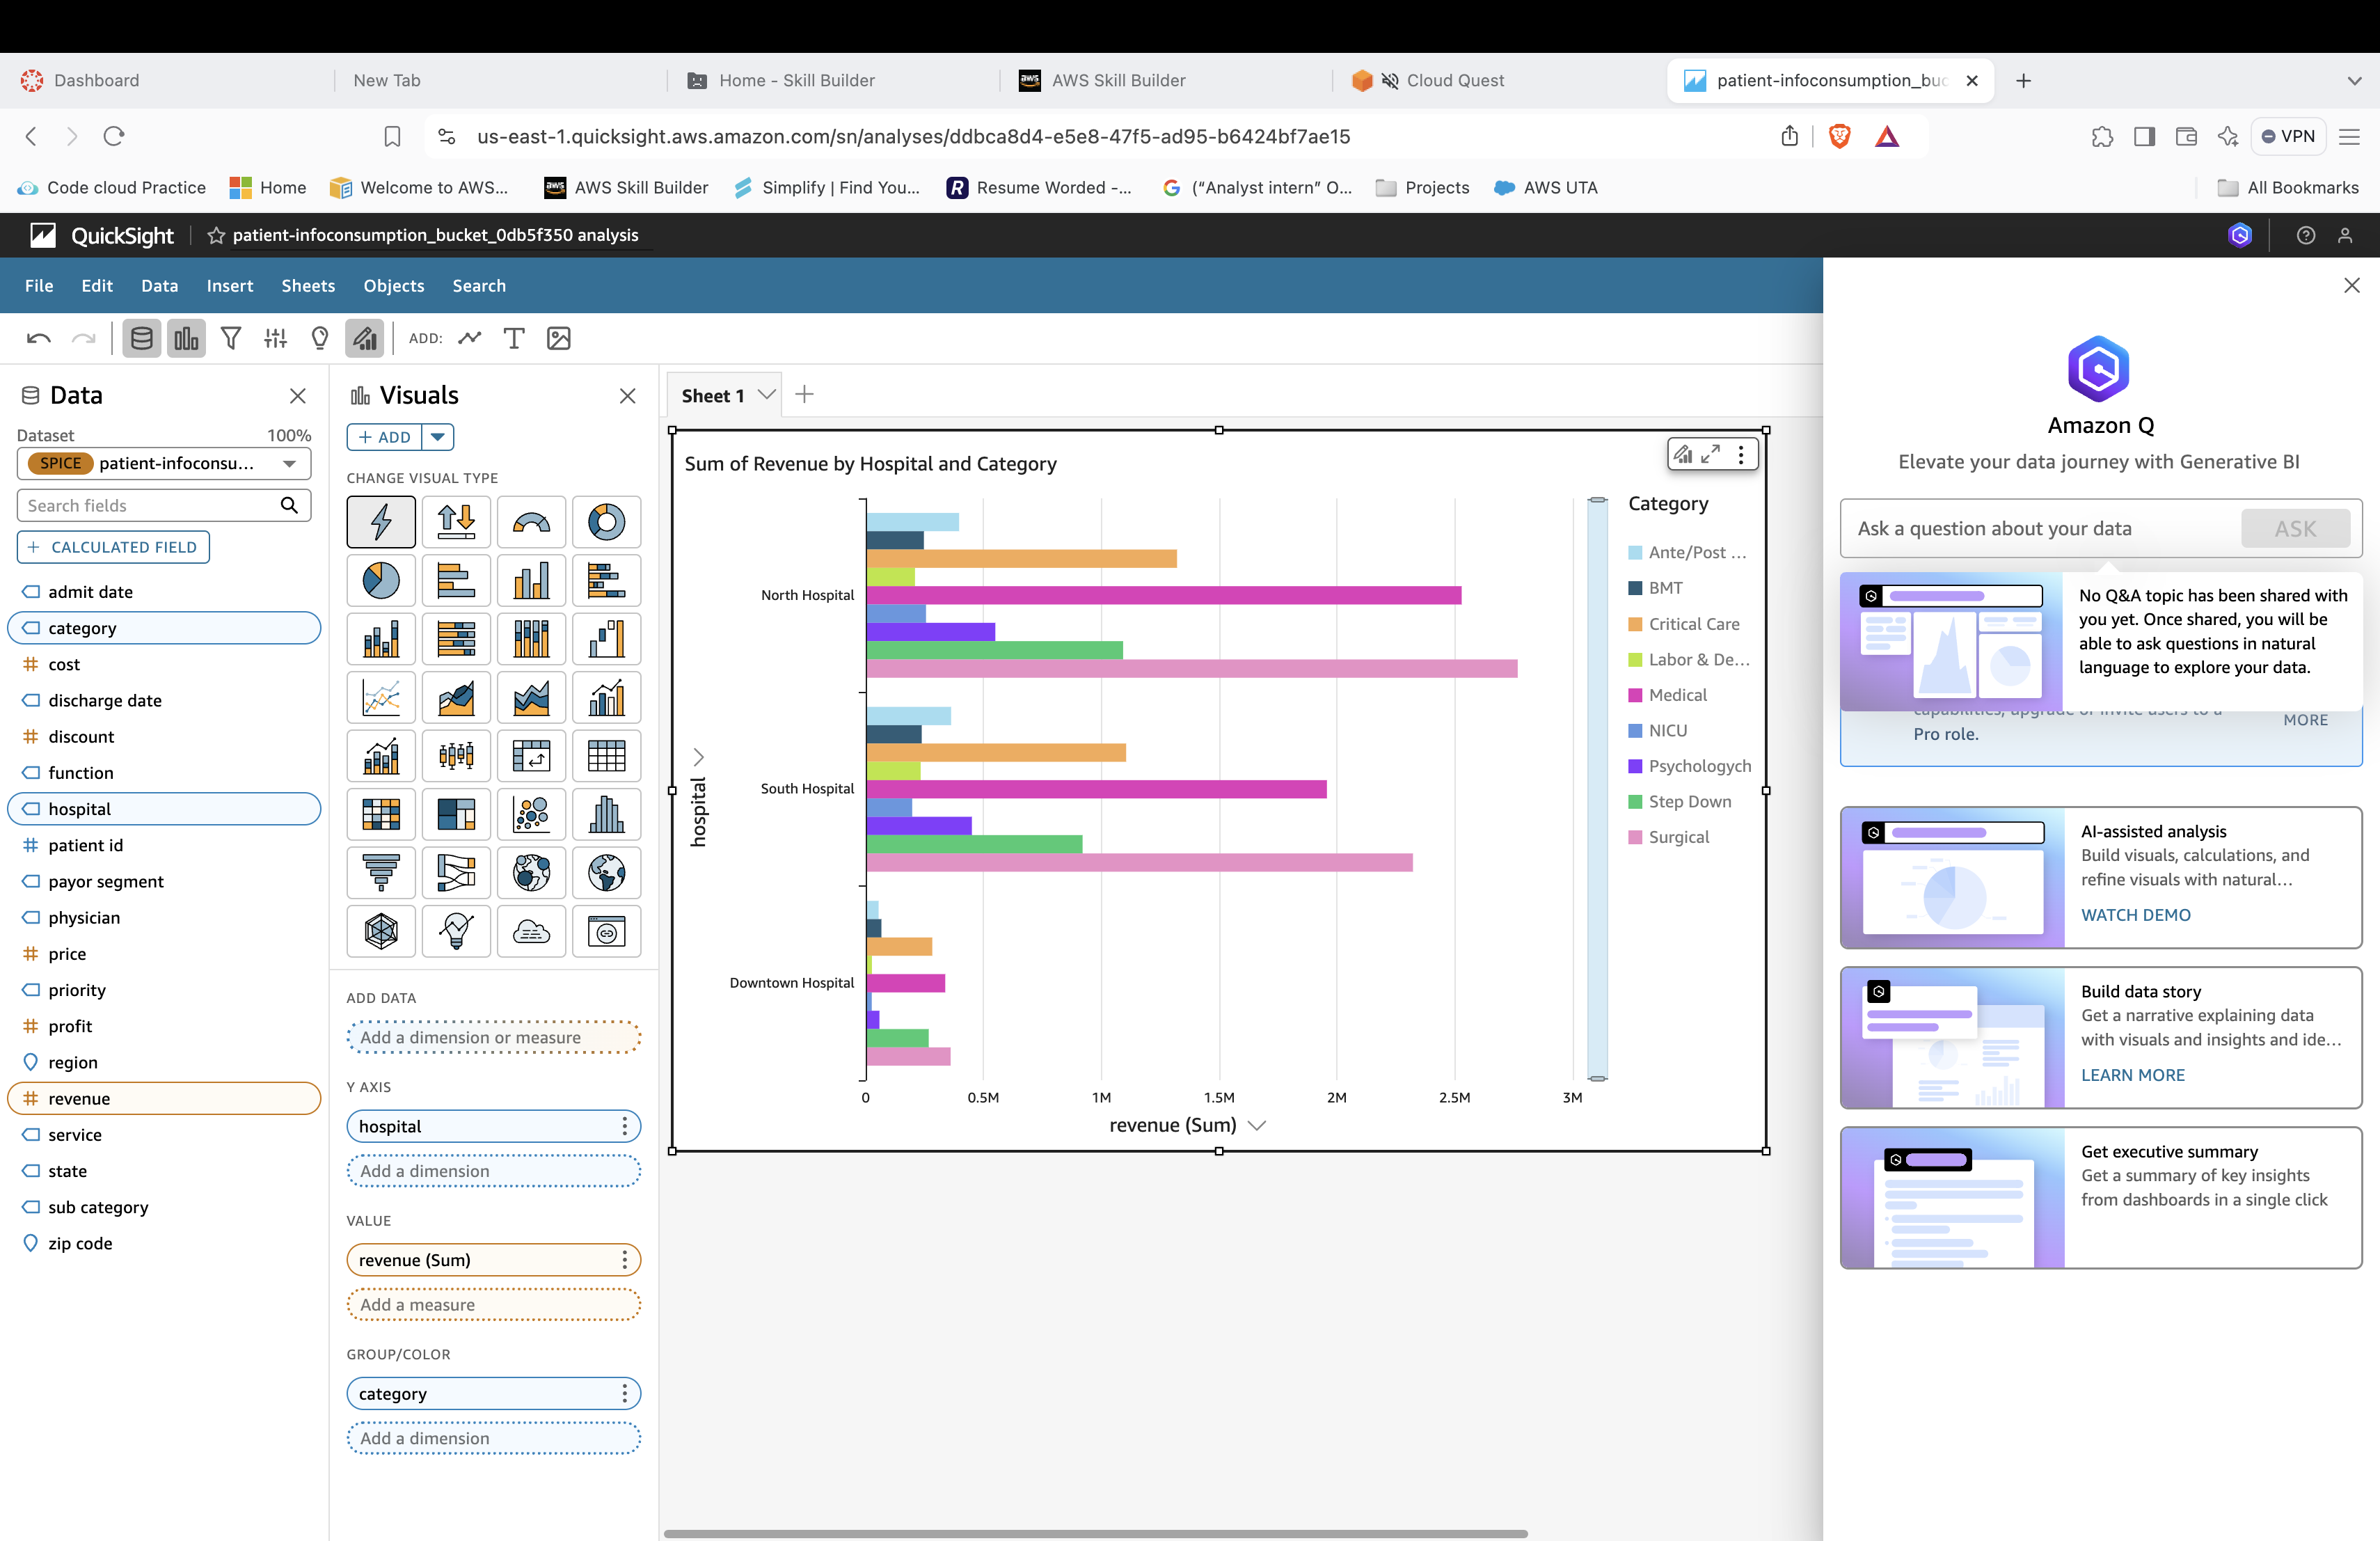 Dashboard
New Tab
Home - Skill Builder
AWS Skill Builder
Cloud Quest
patient-infoconsumption_buc
us-east-1.quicksight.aws.amazon.com/sn/analyses/ddbca8d4-e5e8-47f5-ad95-b6424bf7ae15
VPN
Code cloud Practice
Home
Welcome to AWS...
AWS Skill Builder
Simplify | Find You...
Resume Worded -...
(“Analyst intern” O...
Projects
AWS UTA
All Bookmarks
QuickSight
patient-infoconsumption_bucket_0db5f350 analysis
File
Edit
Data
Insert
Sheets
Objects
Search
ADD:
Data
Dataset
100%
SPICE patient-infoconsu...
Search fields
+ CALCULATED FIELD
admit date
category
cost
discharge date
discount
function
hospital
patient id
payor segment
physician
price
priority
profit
region
revenue
service
state
sub category
zip code
Visuals
+ ADD
CHANGE VISUAL TYPE
ADD DATA
Add a dimension or measure
Y AXIS
hospital
Add a dimension
VALUE
revenue (Sum)
Add a measure
GROUP/COLOR
category
Add a dimension
Sheet 1
Sum of Revenue by Hospital and Category
hospital
North Hospital
South Hospital
Downtown Hospital
0
0.5M
1M
1.5M
2M
2.5M
3M
revenue (Sum)
Category
Ante/Post ...
BMT
Critical Care
Labor & De...
Medical
NICU
Psychologych
Step Down
Surgical
Amazon Q
Elevate your data journey with Generative BI
Ask a question about your data
ASK
No Q&A topic has been shared with
you yet. Once shared, you will be
able to ask questions in natural
language to explore your data.
capabilities, upgrade or invite users to a
Pro role.
MORE
AI-assisted analysis
Build visuals, calculations, and
refine visuals with natural...
WATCH DEMO
Build data story
Get a narrative explaining data
with visuals and insights and ide...
LEARN MORE
Get executive summary
Get a summary of key insights
from dashboards in a single click